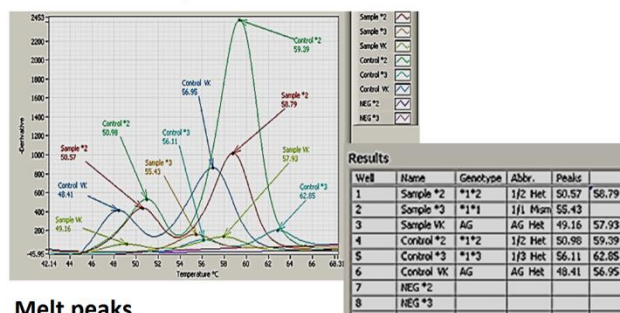 2453
2200
2000
1800
1600
1400
1200
1000
800
600
400
200
-45.95
-Derivative
42.14 44 46 48 50 52 54 56 58 60 62 64 66 68.31
Temperature °C
Control *2
59.39
Control VK
56.95
Sample *2
58.79
Control *2
50.98
Control *3
56.11
Sample *2
50.57
Sample *3
55.43
Sample VK
57.93
Control VK
48.41
Control *3
62.85
Sample VK
49.16
Sample *2
Sample *3
Sample VK
Control *2
Control *3
Control VK
NEG *2
NEG *3
Results
Well Name Genotype Abbr. Peaks
1 Sample *2 *1*2 1/2 Het 50.57 58.79
2 Sample *3 *1*1 1/1 Mism 55.43
3 Sample VK AG AG Het 49.16 57.93
4 Control *2 *1*2 1/2 Het 50.98 59.39
5 Control *3 *1*3 1/3 Het 56.11 62.85
6 Control VK AG AG Het 48.41 56.95
7 NEG *2
8 NEG *3
Melt peaks